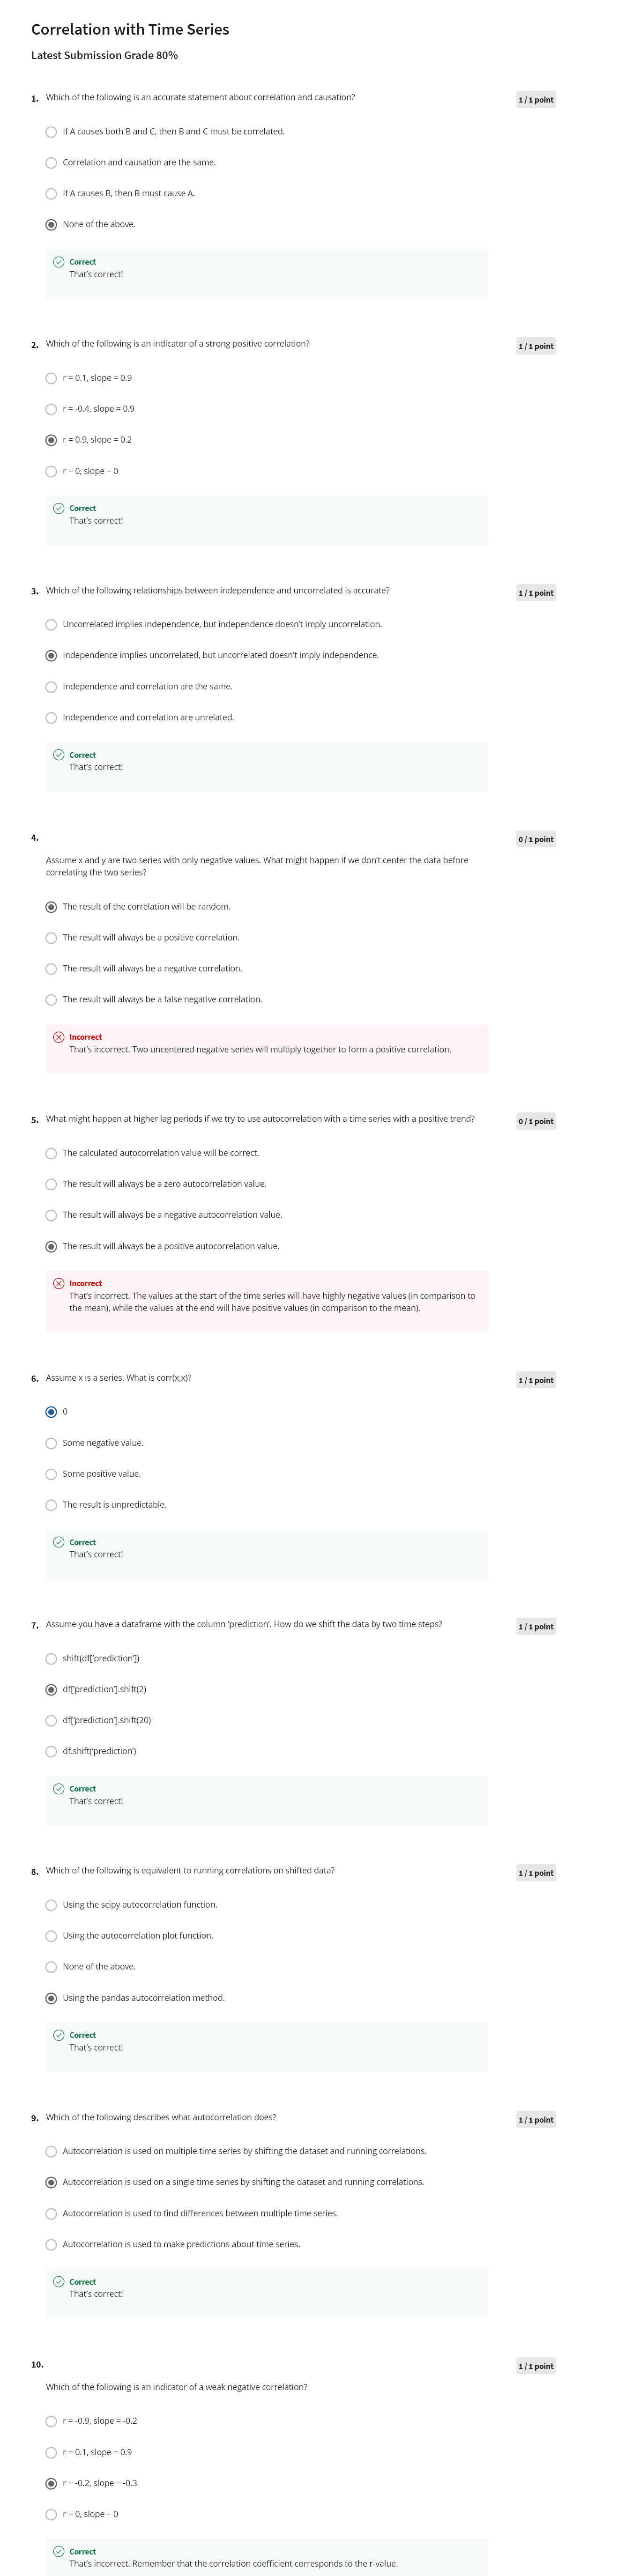 Correlation with Time Series
Latest Submission Grade 80%
1. Which of the following is an accurate statement about correlation and causation?
1 / 1 point
If A causes both B and C, then B and C must be correlated.
Correlation and causation are the same.
If A causes B, then B must cause A.
None of the above.
Correct
That's correct!
2. Which of the following is an indicator of a strong positive correlation?
1 / 1 point
r = 0.1, slope = 0.9
r = -0.4, slope = 0.9
r = 0.9, slope = 0.2
r = 0, slope = 0
Correct
That's correct!
3. Which of the following relationships between independence and uncorrelated is accurate?
1 / 1 point
Uncorrelated implies independence, but independence doesn't imply uncorrelation.
Independence implies uncorrelated, but uncorrelated doesn't imply independence.
Independence and correlation are the same.
Independence and correlation are unrelated.
Correct
That's correct!
4.
0 / 1 point
Assume x and y are two series with only negative values. What might happen if we don't center the data before
correlating the two series?
The result of the correlation will be random.
The result will always be a positive correlation.
The result will always be a negative correlation.
The result will always be a false negative correlation.
Incorrect
That's incorrect. Two uncentered negative series will multiply together to form a positive correlation.
5. What might happen at higher lag periods if we try to use autocorrelation with a time series with a positive trend?
0 / 1 point
The calculated autocorrelation value will be correct.
The result will always be a zero autocorrelation value.
The result will always be a negative autocorrelation value.
The result will always be a positive autocorrelation value.
Incorrect
That's incorrect. The values at the start of the time series will have highly negative values (in comparison to
the mean), while the values at the end will have positive values (in comparison to the mean).
6. Assume x is a series. What is corr(x,x)?
1 / 1 point
0
Some negative value.
Some positive value.
The result is unpredictable.
Correct
That's correct!
7. Assume you have a dataframe with the column 'prediction'. How do we shift the data by two time steps?
1 / 1 point
shift(df['prediction'])
df['prediction'].shift(2)
df['prediction'].shift(20)
df.shift('prediction')
Correct
That's correct!
8. Which of the following is equivalent to running correlations on shifted data?
1 / 1 point
Using the scipy autocorrelation function.
Using the autocorrelation plot function.
None of the above.
Using the pandas autocorrelation method.
Correct
That's correct!
9. Which of the following describes what autocorrelation does?
1 / 1 point
Autocorrelation is used on multiple time series by shifting the dataset and running correlations.
Autocorrelation is used on a single time series by shifting the dataset and running correlations.
Autocorrelation is used to find differences between multiple time series.
Autocorrelation is used to make predictions about time series.
Correct
That's correct!
10.
1 / 1 point
Which of the following is an indicator of a weak negative correlation?
r = -0.9, slope = -0.2
r = 0.1, slope = 0.9
r = -0.2, slope = -0.3
r = 0, slope = 0
Correct
That's incorrect. Remember that the correlation coefficient corresponds to the r-value.